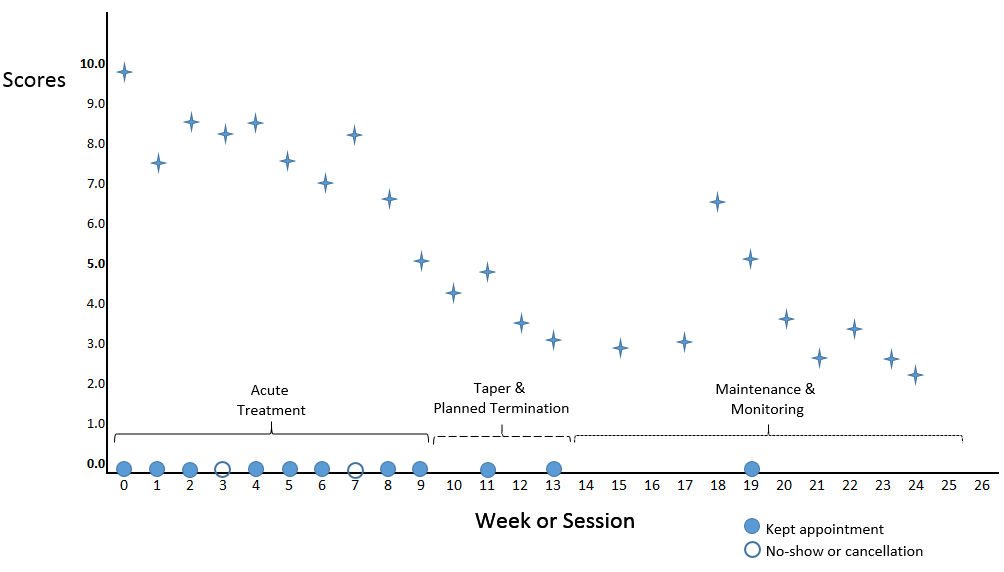 Scores
10.0
9.0
8.0
7.0
6.0
5.0
4.0
3.0
2.0
1.0
0.0
Acute
Treatment
Taper &
Planned Termination
Maintenance &
Monitoring
0 1 2 3 4 5 6 7 8 9 10 11 12 13 14 15 16 17 18 19 20 21 22 23 24 25 26
Week or Session
Kept appointment
No-show or cancellation